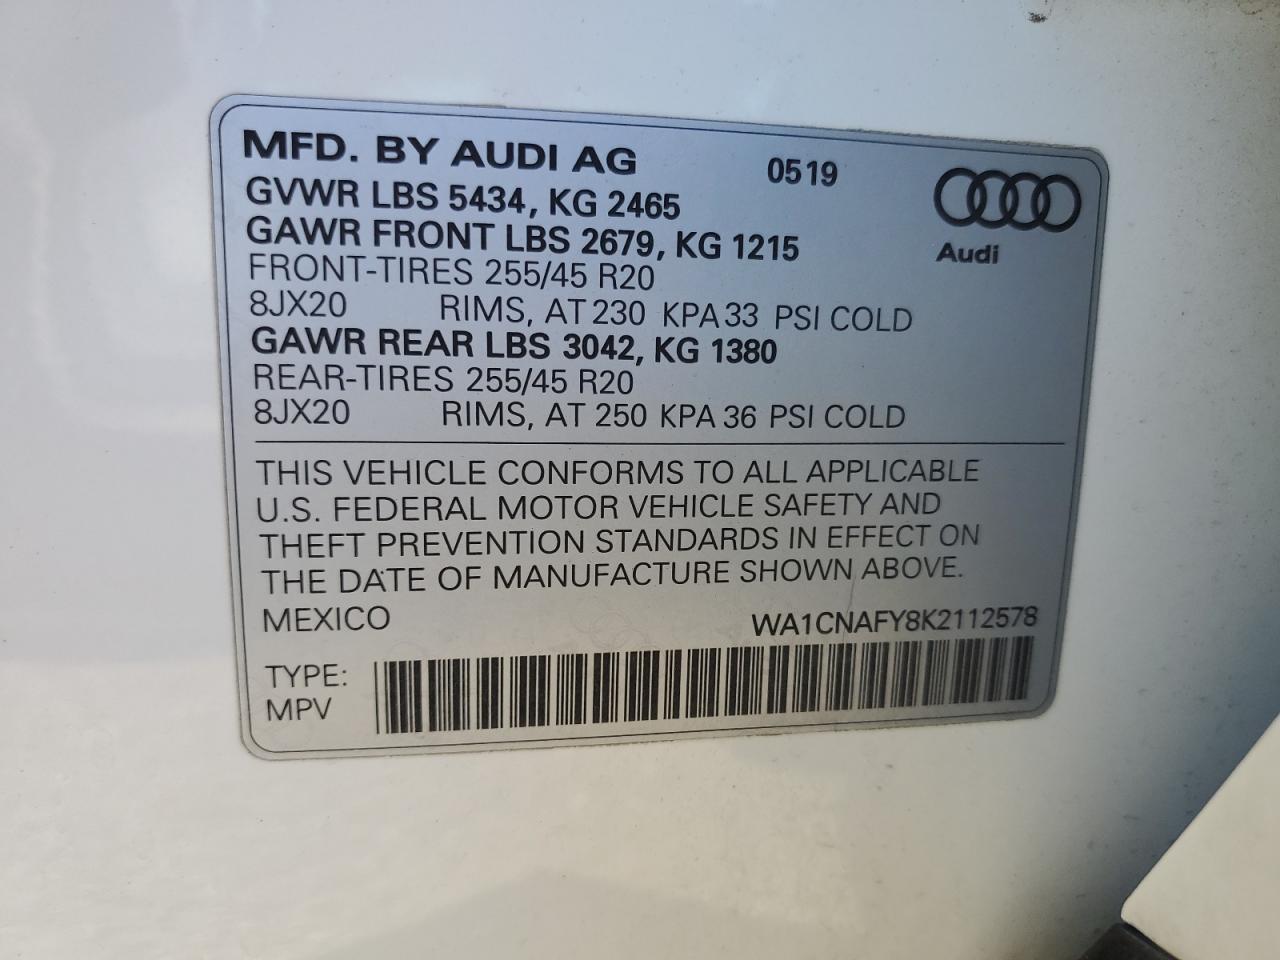 MFD. BY AUDI AG 0519
GVWR LBS 5434, KG 2465
GAWR FRONT LBS 2679, KG 1215
Audi
FRONT-TIRES 255/45 R20
8JX20 RIMS, AT 230 KPA 33 PSI COLD
GAWR REAR LBS 3042, KG 1380
REAR-TIRES 255/45 R20
8JX20 RIMS, AT 250 KPA 36 PSI COLD
THIS VEHICLE CONFORMS TO ALL APPLICABLE
U.S. FEDERAL MOTOR VEHICLE SAFETY AND
THEFT PREVENTION STANDARDS IN EFFECT ON
THE DATE OF MANUFACTURE SHOWN ABOVE.
MEXICO WA1CNAFY8K2112578
TYPE:
MPV